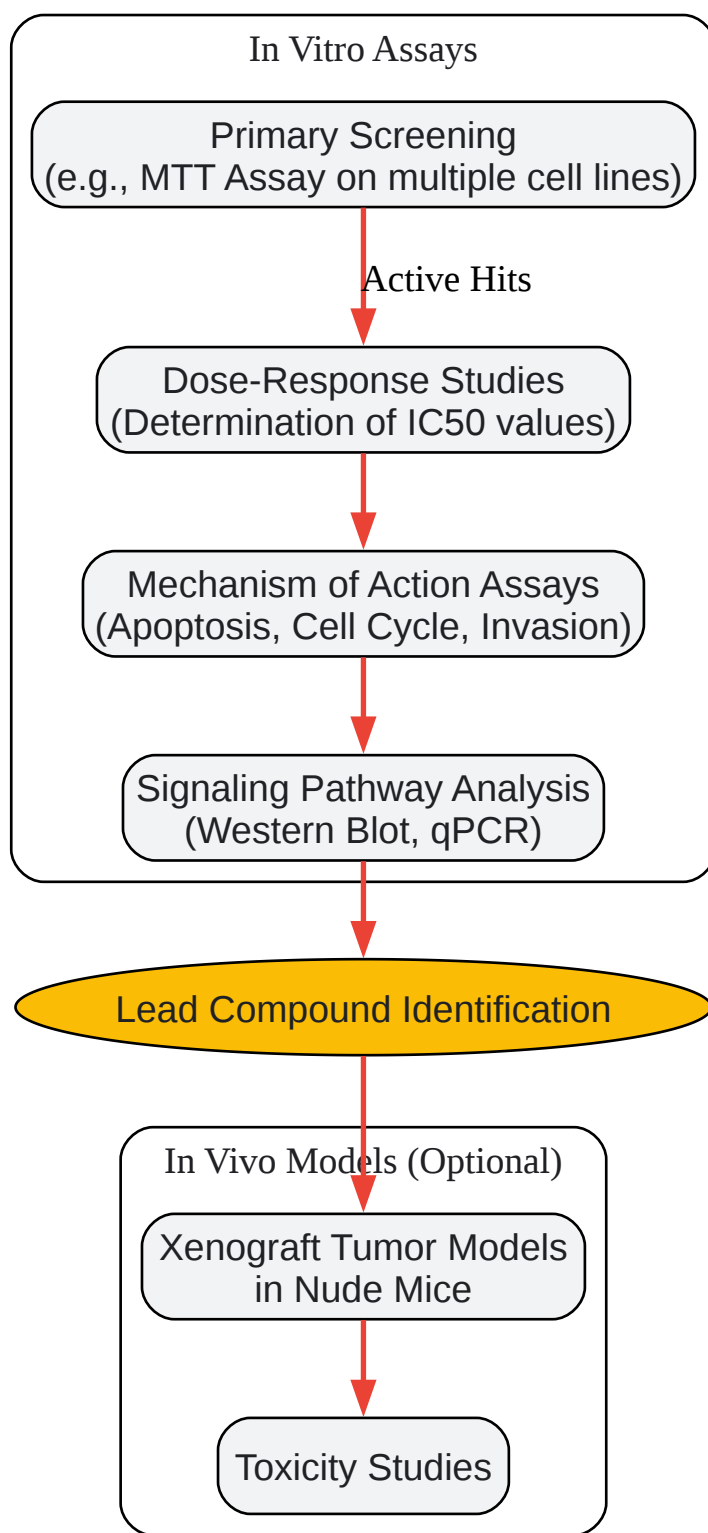 In Vitro Assays
Primary Screening
(e.g., MTT Assay on multiple cell lines)
Active Hits
Dose-Response Studies
(Determination of IC50 values)
Mechanism of Action Assays
(Apoptosis, Cell Cycle, Invasion)
Signaling Pathway Analysis
(Western Blot, qPCR)
Lead Compound Identification
In Vivo Models (Optional)
Xenograft Tumor Models
in Nude Mice
Toxicity Studies